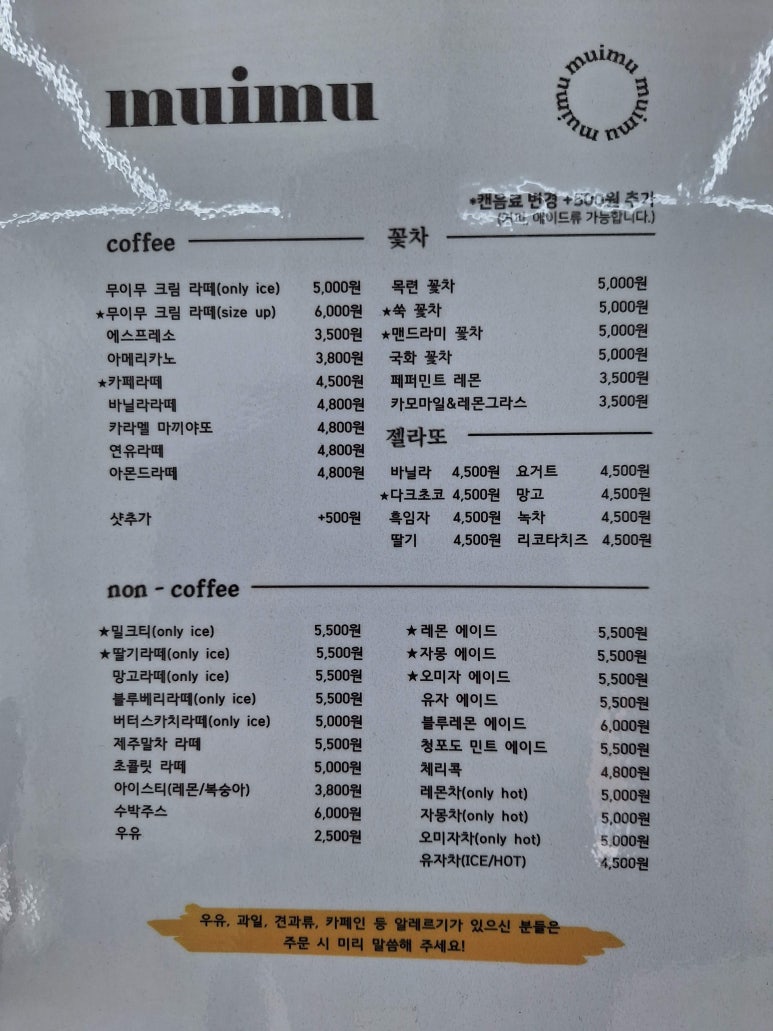 muimu
muimu muimu muimu muimu
*캔음료 변경 +500원 추가
(커피, 에이드류 가능합니다.)
coffee
무이무 크림 라떼(only ice) 5,000원
★무이무 크림 라떼(size up) 6,000원
에스프레소 3,500원
아메리카노 3,800원
★카페라떼 4,500원
바닐라라떼 4,800원
카라멜 마끼야또 4,800원
연유라떼 4,800원
아몬드라떼 4,800원
샷추가 +500원
꽃차
목련 꽃차 5,000원
★쑥 꽃차 5,000원
★맨드라미 꽃차 5,000원
국화 꽃차 5,000원
페퍼민트 레몬 3,500원
카모마일&레몬그라스 3,500원
젤라또
바닐라 4,500원 요거트 4,500원
★다크초코 4,500원 망고 4,500원
흑임자 4,500원 녹차 4,500원
딸기 4,500원 리코타치즈 4,500원
non - coffee
★밀크티(only ice) 5,500원
★딸기라떼(only ice) 5,500원
망고라떼(only ice) 5,500원
블루베리라떼(only ice) 5,500원
버터스카치라떼(only ice) 5,000원
제주말차 라떼 5,500원
초콜릿 라떼 5,000원
아이스티(레몬/복숭아) 3,800원
수박주스 6,000원
우유 2,500원
★레몬 에이드 5,500원
★자몽 에이드 5,500원
★오미자 에이드 5,500원
유자 에이드 5,500원
블루레몬 에이드 6,000원
청포도 민트 에이드 5,500원
체리콕 4,800원
레몬차(only hot) 5,000원
자몽차(only hot) 5,000원
오미자차(only hot) 5,000원
유자차(ICE/HOT) 4,500원
우유, 과일, 견과류, 카페인 등 알레르기가 있으신 분들은
주문 시 미리 말씀해 주세요!